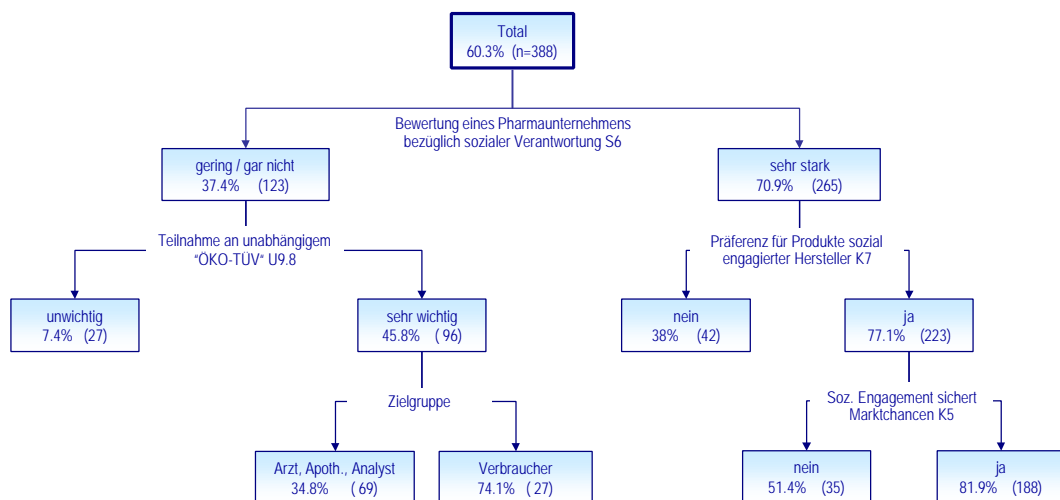 Total
60.3% (n=388)
Bewertung eines Pharmaunternehmens
bezüglich sozialer Verantwortung S6
gering / gar nicht
37.4% (123)
sehr stark
70.9% (265)
Teilnahme an unabhängigem
"ÖKO-TÜV" U9.8
Präferenz für Produkte sozial
engagierter Hersteller K7
unwichtig
7.4% (27)
sehr wichtig
45.8% ( 96)
nein
38% (42)
ja
77.1% (223)
Zielgruppe
Soz. Engagement sichert
Marktchancen K5
Arzt, Apoth., Analyst
34.8% ( 69)
Verbraucher
74.1% ( 27)
nein
51.4% (35)
ja
81.9% (188)